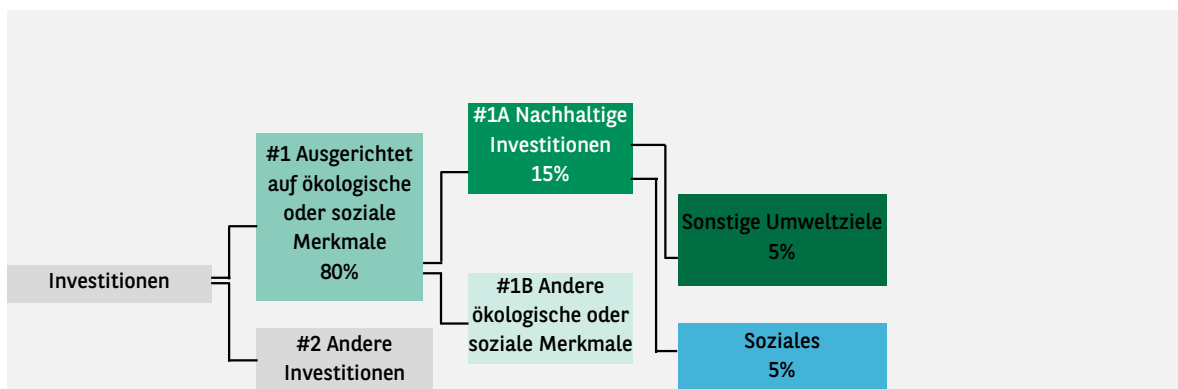 Investitionen
#1 Ausgerichtet
auf ökologische
oder soziale
Merkmale
80%
#2 Andere
Investitionen
#1A Nachhaltige
Investitionen
15%
#1B Andere
ökologische oder
soziale Merkmale
Sonstige Umweltziele
5%
Soziales
5%